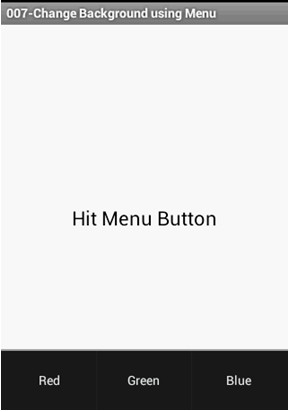 007-Change Background using Menu
Hit Menu Button
Red Green Blue